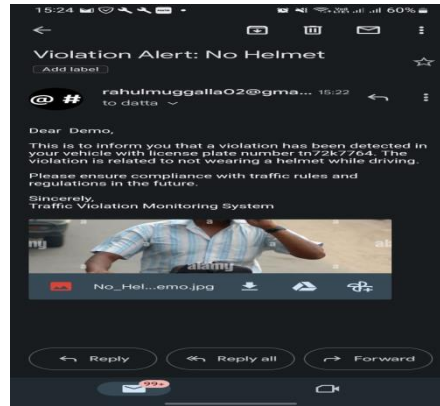 15:24
60%
Violation Alert: No Helmet
Add label
@ #
rahulmuggalla02@gma... 15:22
to datta
Dear Demo,
This is to inform you that a violation has been detected in
your vehicle with license plate number tn72k7764. The
violation is related to not wearing a helmet while driving.
Please ensure compliance with traffic rules and
regulations in the future.
Sincerely,
Traffic Violation Monitoring System
alamy
No_Hel...emo.jpg
Reply
Reply all
Forward
99+